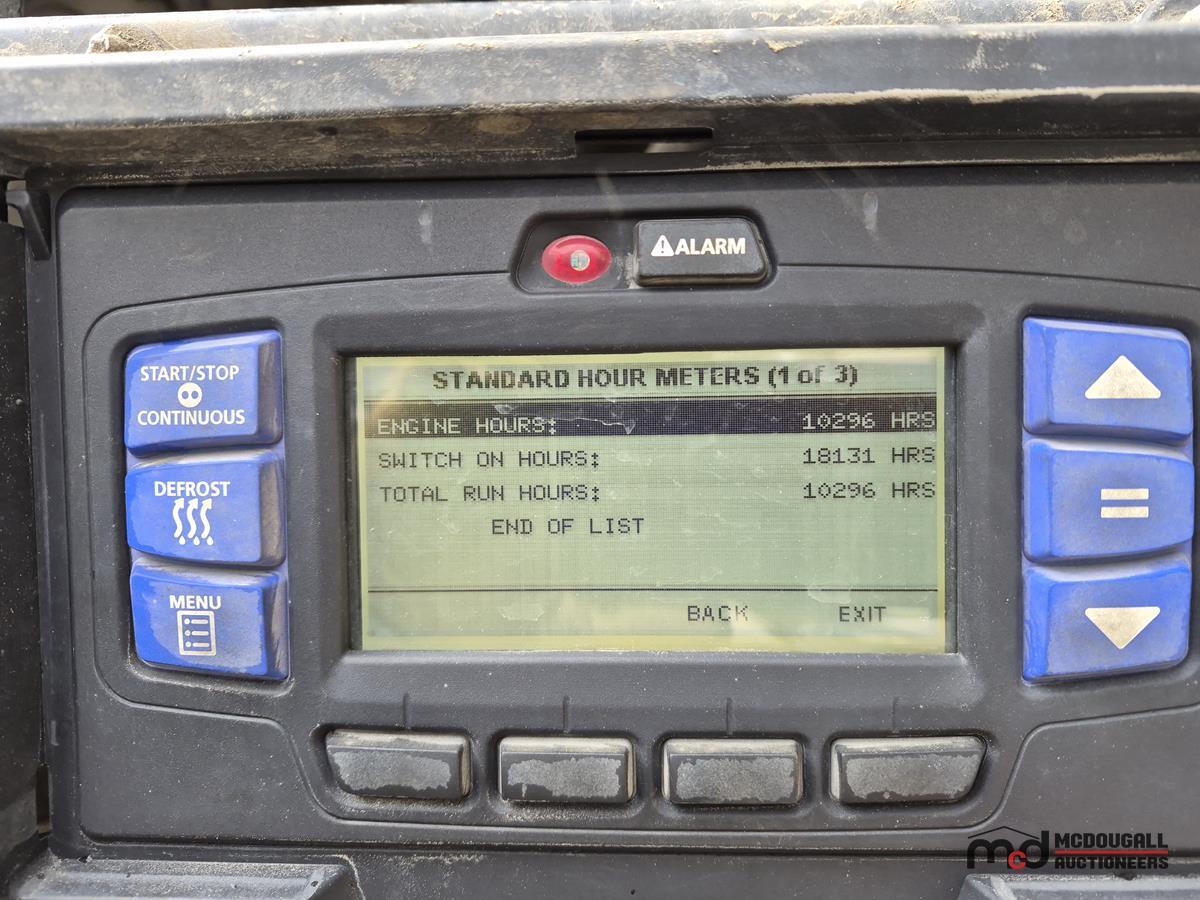 ALARM
START/STOP
CONTINUOUS
DEFROST
MENU
STANDARD HOUR METERS (1 of 3)
ENGINE HOURS: 10296 HRS
SWITCH ON HOURS: 18131 HRS
TOTAL RUN HOURS: 10296 HRS
END OF LIST
BACK EXIT
mcd MCDOUGALL
AUCTIONEERS